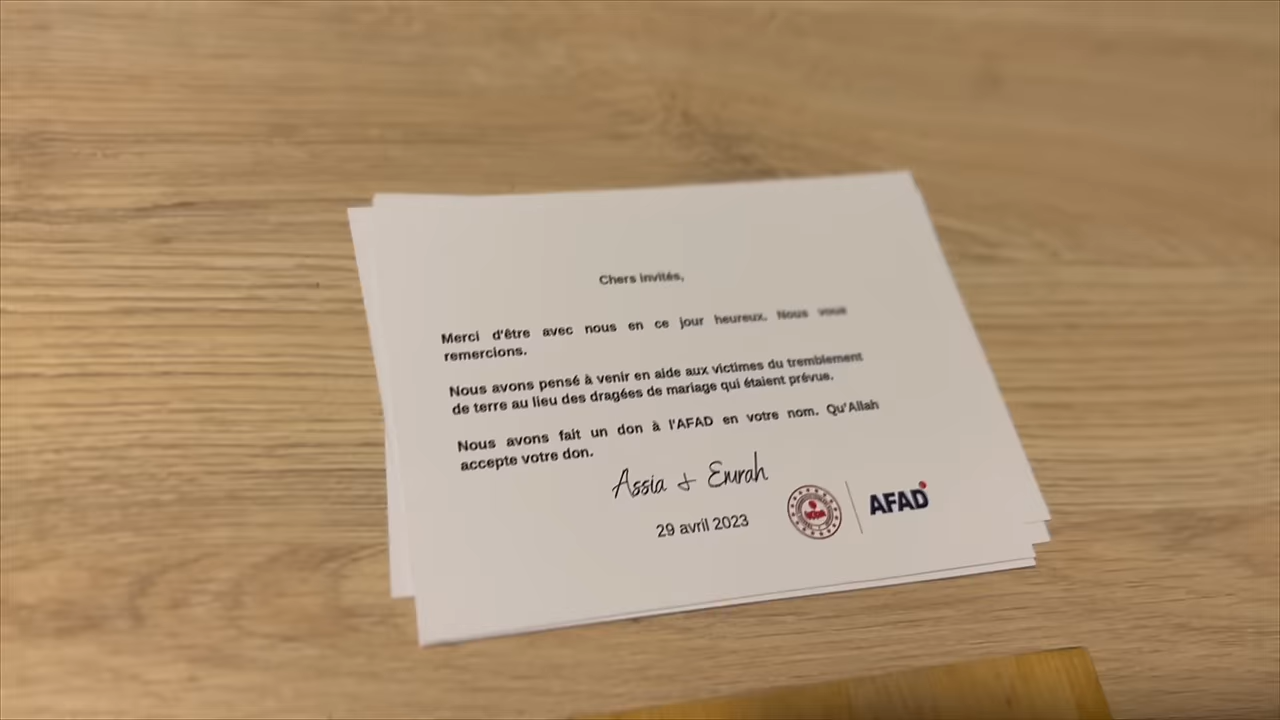 Chers invités,
Merci d'être avec nous en ce jour heureux. Nous vous
remercions.
Nous avons pensé à venir en aide aux victimes du tremblement
de terre au lieu des dragées de mariage qui étaient prévue.
Nous avons fait un don à l'AFAD en votre nom. Qu'Allah
accepte votre don.
Assia & Emrah
29 avril 2023
AFAD